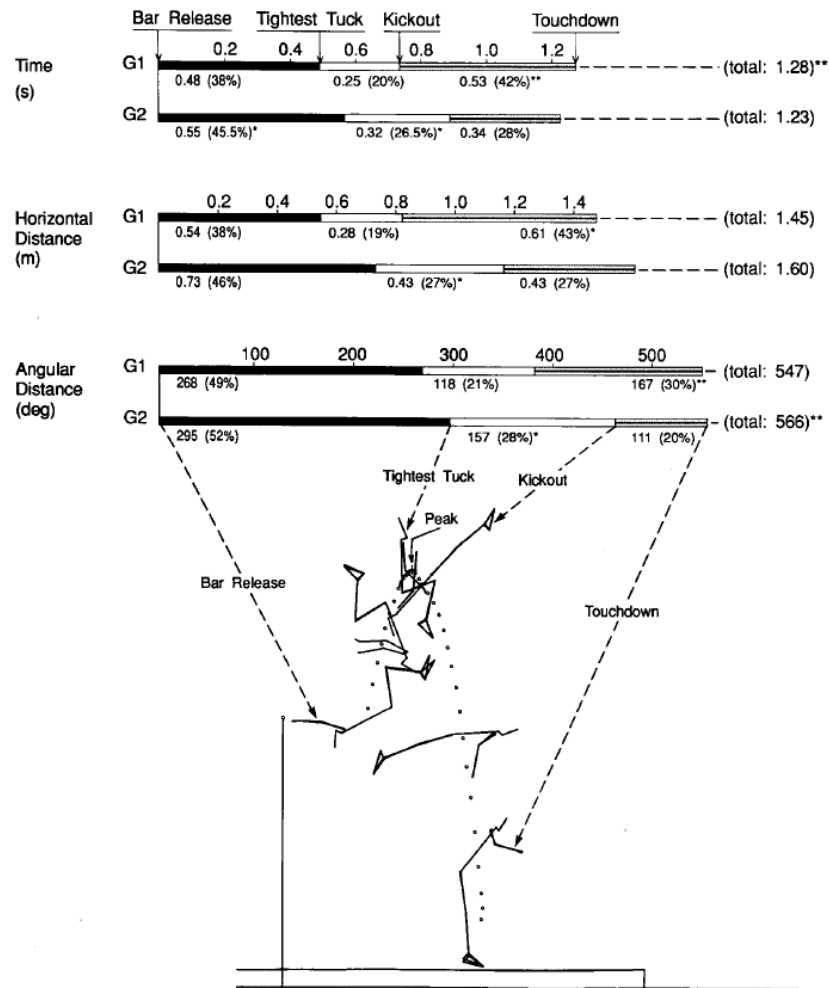 Bar Release Tightest Tuck Kickout Touchdown
0.2 0.4 0.6 0.8 1.0 1.2
Time
(s)
G1 (total: 1.28)**
0.48 (38%) 0.25 (20%) 0.53 (42%)**
G2 (total: 1.23)
0.55 (45.5%)* 0.32 (26.5%)* 0.34 (28%)
0.2 0.4 0.6 0.8 1.0 1.2 1.4
Horizontal
Distance
(m)
G1 (total: 1.45)
0.54 (38%) 0.28 (19%) 0.61 (43%)*
G2 (total: 1.60)
0.73 (46%) 0.43 (27%)* 0.43 (27%)
100 200 300 400 500
Angular
Distance
(deg)
G1 (total: 547)
268 (49%) 118 (21%) 167 (30%)**
G2 (total: 566)**
295 (52%) 157 (28%)* 111 (20%)
Tightest Tuck Kickout
Peak
Bar Release
Touchdown